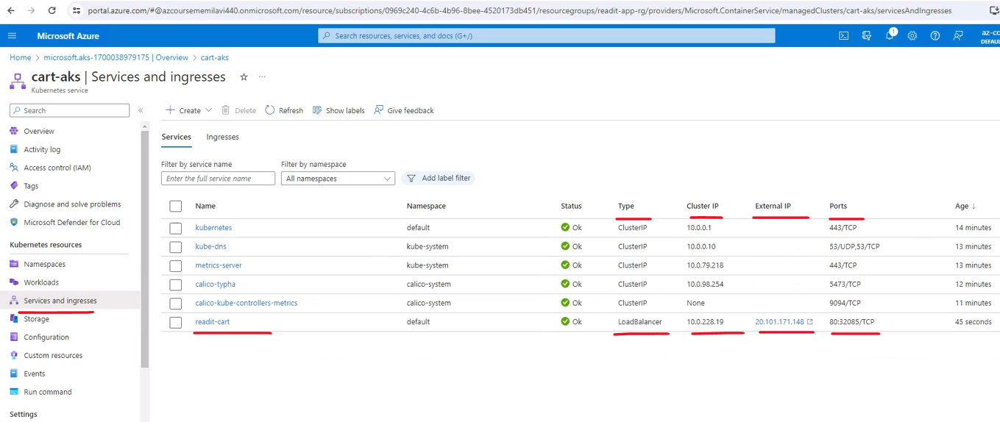 portal.azure.com/#@azcoursememilavi440.onmicrosoft.com/resource/subscriptions/0969c240-4c6b-4b96-8bee-4520173db451/resourcegroups/readit-app-rg/providers/Microsoft.ContainerService/managedClusters/cart-aks/servicesAndIngresses
Microsoft Azure
Search resources, services, and docs (G+/)
1
az-co
DEFAUL
Home > microsoft.aks-1700038979175 | Overview > cart-aks
cart-aks | Services and ingresses
Kubernetes service
Search
Create Delete Refresh Show labels Give feedback
Overview
Activity log
Access control (IAM)
Tags
Diagnose and solve problems
Microsoft Defender for Cloud
Kubernetes resources
Namespaces
Workloads
Services and ingresses
Storage
Configuration
Custom resources
Events
Run command
Settings
Services Ingresses
Filter by service name Filter by namespace
Enter the full service name All namespaces Add label filter
Name Namespace Status Type Cluster IP External IP Ports Age ↓
kubernetes default Ok ClusterIP 10.0.0.1 443/TCP 14 minutes
kube-dns kube-system Ok ClusterIP 10.0.0.10 53/UDP,53/TCP 13 minutes
metrics-server kube-system Ok ClusterIP 10.0.79.218 443/TCP 13 minutes
calico-typha calico-system Ok ClusterIP 10.0.98.254 5473/TCP 12 minutes
calico-kube-controllers-metrics calico-system Ok ClusterIP None 9094/TCP 11 minutes
readit-cart default Ok LoadBalancer 10.0.228.19 20.101.171.148 80:32085/TCP 45 seconds